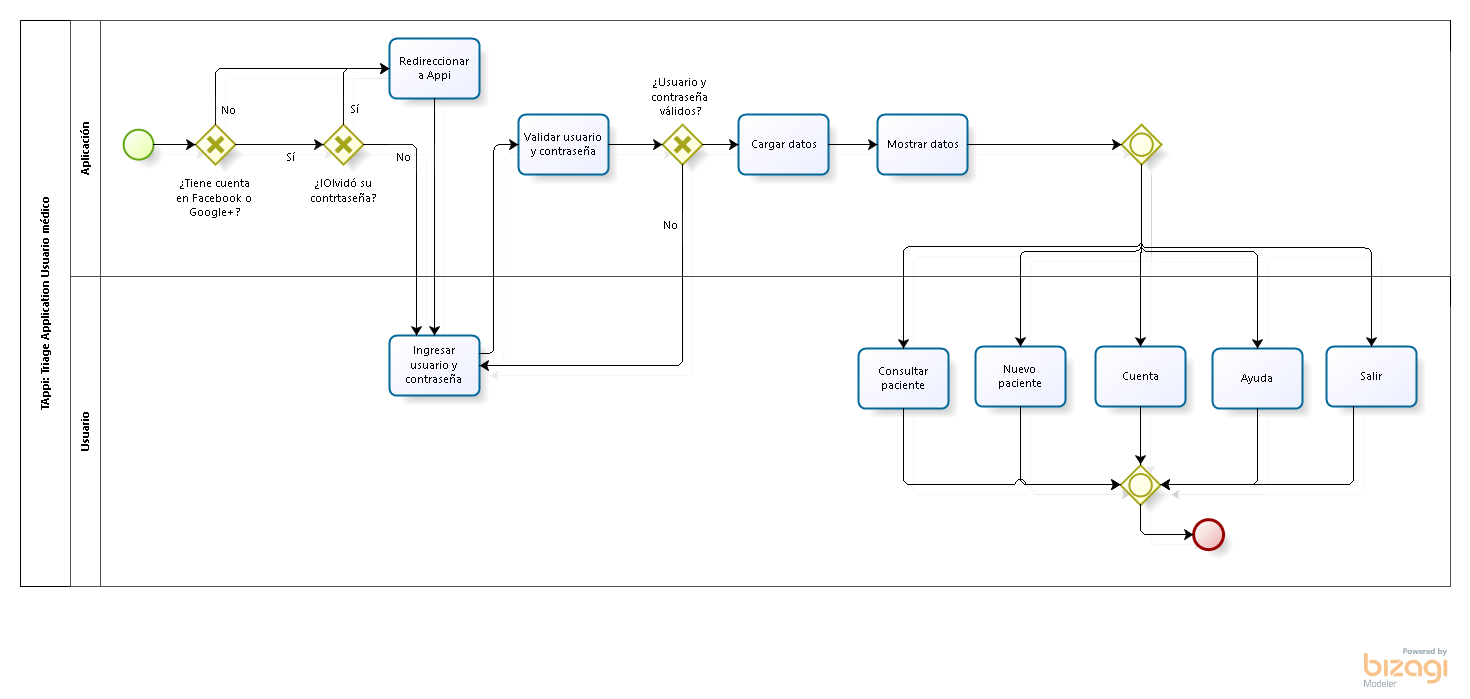 TAppi: Triage Application Usuario médico
Aplicación
Usuario
¿Tiene cuenta
en Facebook o
Google+?
No
Sí
¿lOlvidó su
contrtaseña?
Sí
No
Redireccionar
a Appi
Ingresar
usuario y
contraseña
Validar usuario
y contraseña
¿Usuario y
contraseña
válidos?
No
Cargar datos
Mostrar datos
Consultar
paciente
Nuevo
paciente
Cuenta
Ayuda
Salir
Powered by
bizagi
Modeler